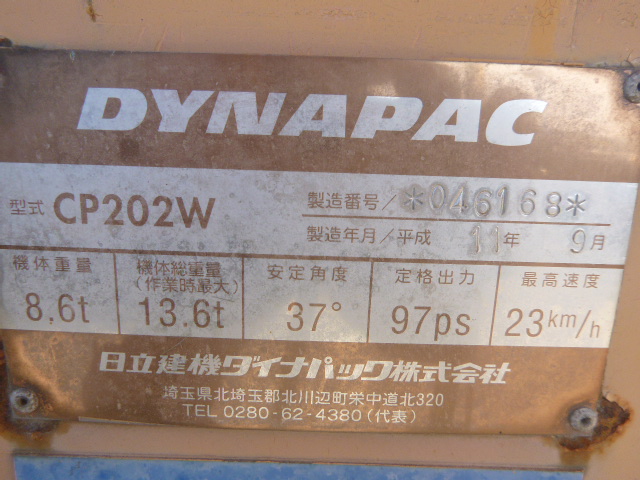 DYNAPAC
型式 CP202W
製造番号/ *046168*
製造年月/平成 11年 9月
機体重量 機体総重量 安定角度 定格出力 最高速度
(作業時最大)
8.6t 13.6t 37° 97ps 23km/h
日立建機ダイナパック株式会社
埼玉県北埼玉郡北川辺町栄中道北320
TEL 0280-62-4380(代表)